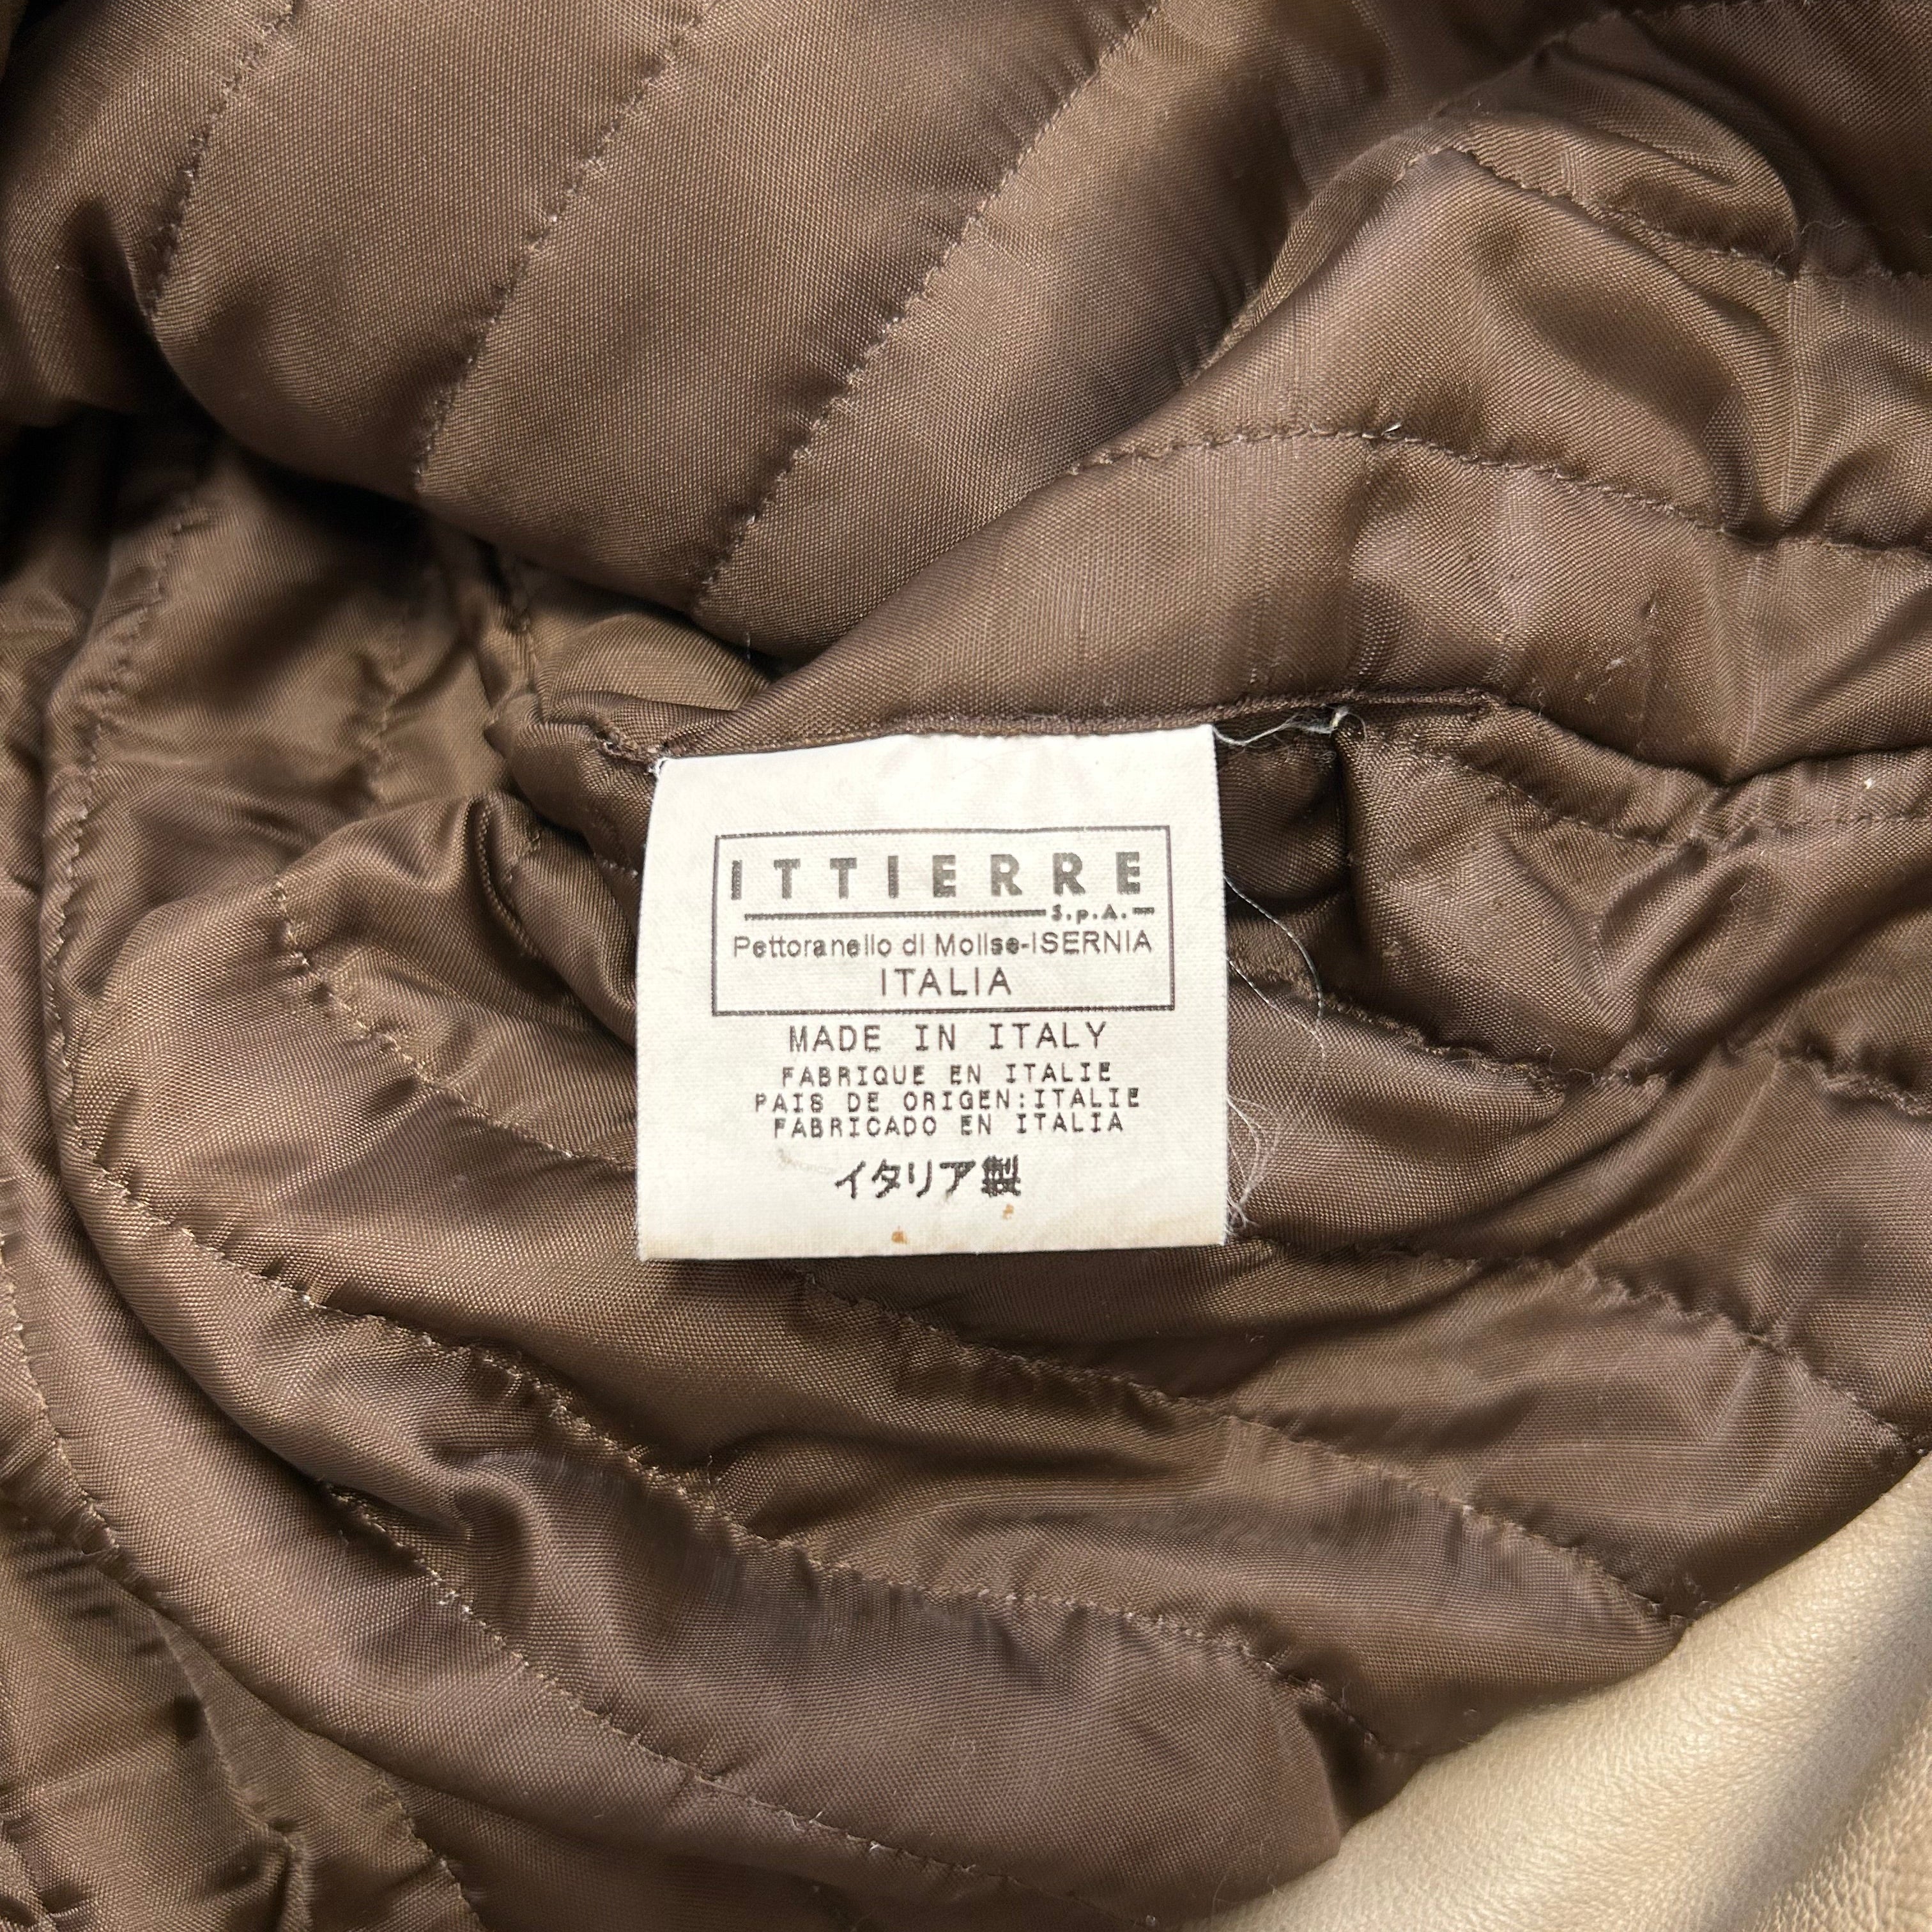 ITTIERRE
S.p.A.
Pettoranello di Molise-ISERNIA
ITALIA
MADE IN ITALY
FABRIQUE EN ITALIE
PAIS DE ORIGEN:ITALIE
FABRICADO EN ITALIA
イタリア製